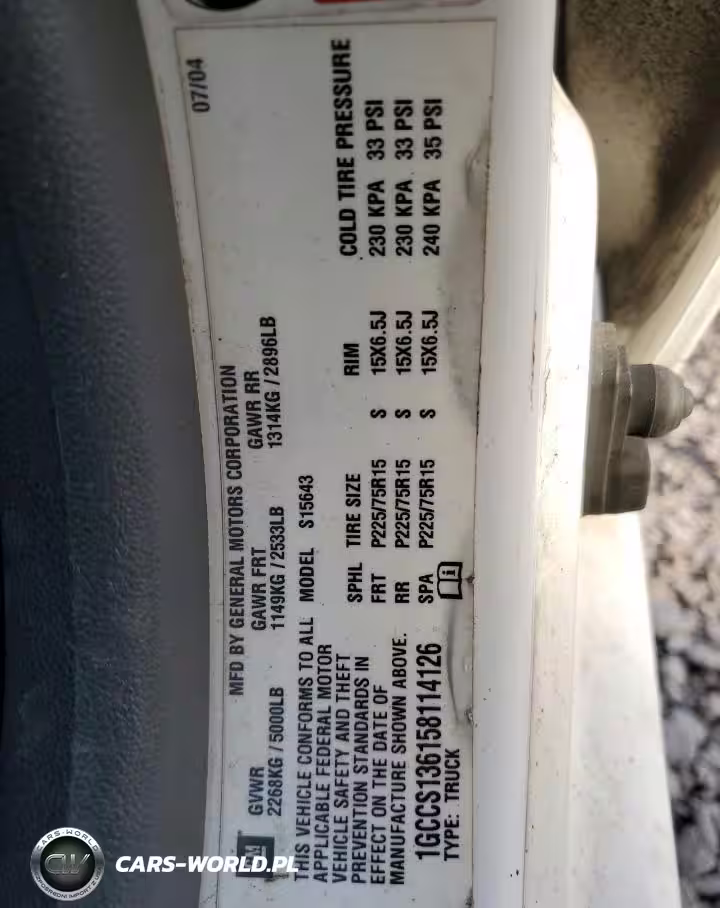 07/04
MFD BY GENERAL MOTORS CORPORATION
GVWR GAWR FRT GAWR RR
2268KG / 5000LB 1149KG / 2533LB 1314KG / 2896LB
THIS VEHICLE CONFORMS TO ALL
APPLICABLE FEDERAL MOTOR
VEHICLE SAFETY AND THEFT
PREVENTION STANDARDS IN
EFFECT ON THE DATE OF
MANUFACTURE SHOWN ABOVE.
1GCCS136158114126
TYPE: TRUCK
MODEL S15643
SPHL TIRE SIZE RIM COLD TIRE PRESSURE
FRT P225/75R15 S 15X6.5J 230 KPA 33 PSI
RR P225/75R15 S 15X6.5J 230 KPA 33 PSI
SPA P225/75R15 S 15X6.5J 240 KPA 35 PSI
CARS-WORLD.PL
CARS-WORLD
CW